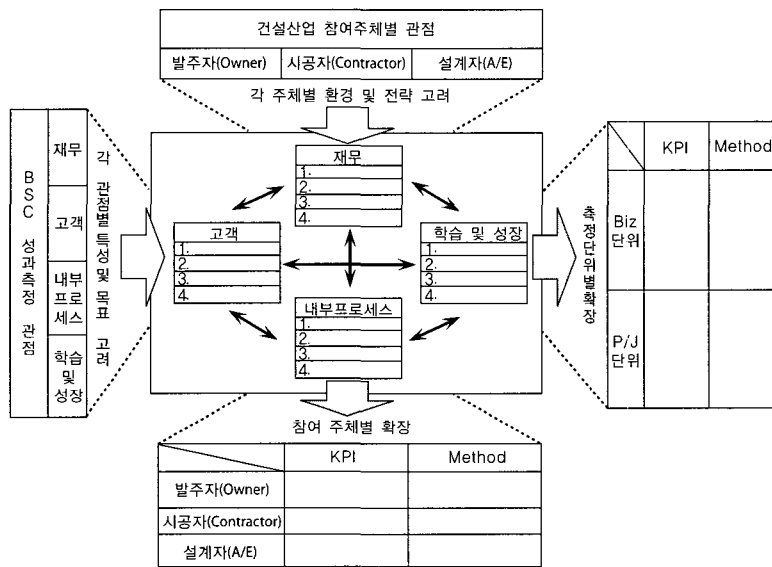 건설산업 참여주체별 관점
발주자(Owner) 시공자(Contractor) 설계자(A/E)
각 주체별 환경 및 전략 고려
BSC 성과측정 관점
재무
고객
내부프로세스
학습 및 성장
각 관점별 특성 및 목표 고려
재무
1.
2.
3.
4.
고객
1.
2.
3.
4.
학습 및 성장
1.
2.
3.
4.
내부프로세스
1.
2.
3.
4.
측정단위별확장
KPI Method
Biz 단위
P/J 단위
참여 주체별 확장
KPI Method
발주자(Owner)
시공자(Contractor)
설계자(A/E)